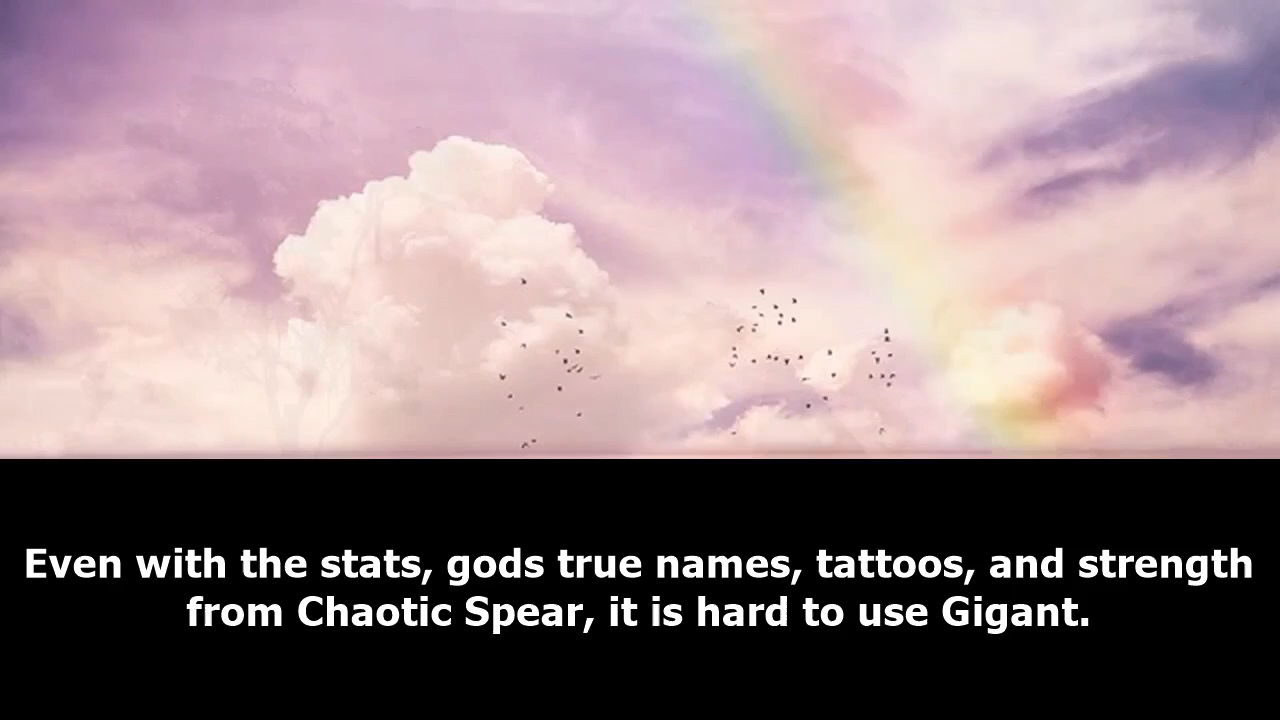 Even with the stats, gods true names, tattoos, and strength
from Chaotic Spear, it is hard to use Gigant.